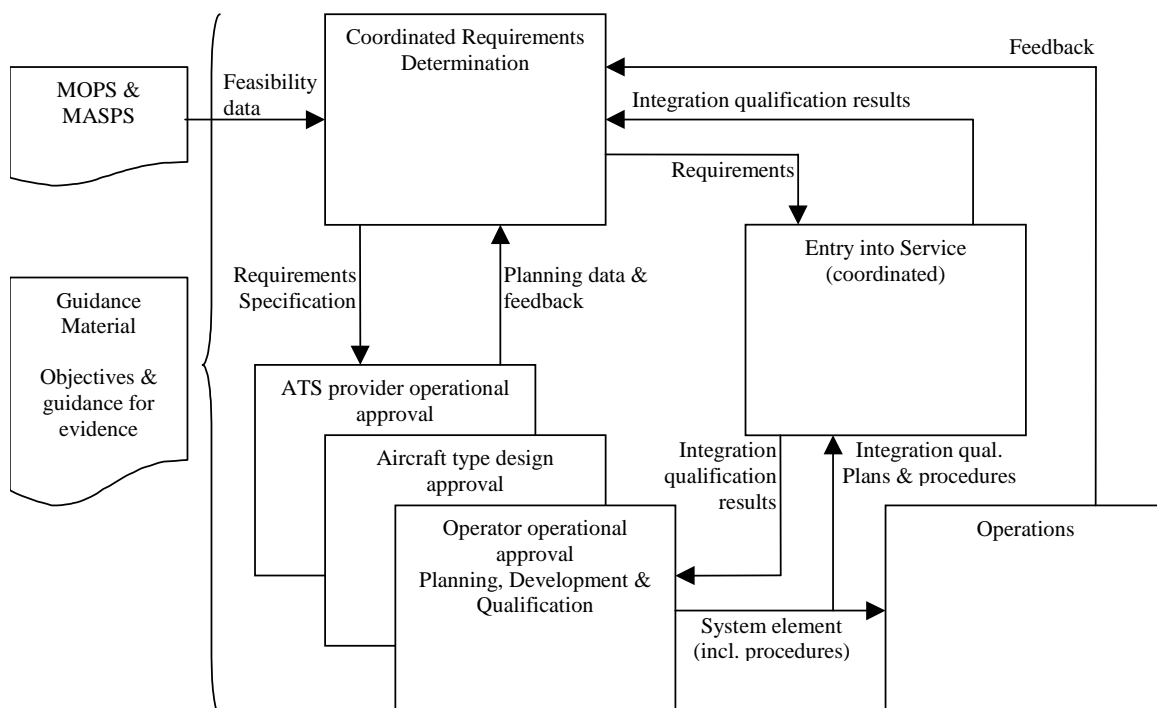 Coordinated Requirements
Determination
Feedback
MOPS &
MASPS
Feasibility
data
Integration qualification results
Requirements
Entry into Service
(coordinated)
Requirements
Specification
Planning data &
feedback
Guidance
Material
Objectives &
guidance for
evidence
ATS provider operational
approval
Aircraft type design
approval
Integration
qualification
results
Integration qual.
Plans & procedures
Operator operational
approval
Planning, Development &
Qualification
Operations
System element
(incl. procedures)